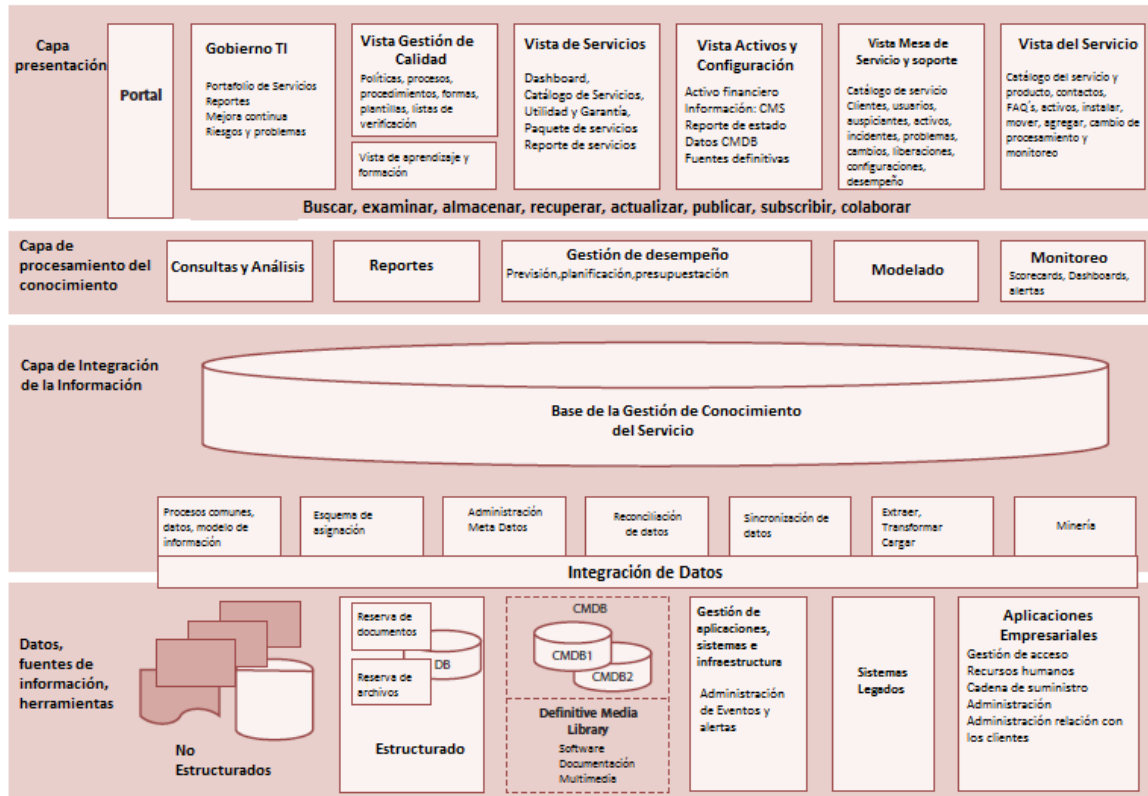 Capa
presentación
Portal
Gobierno TI
Portafolio de Servicios
Reportes
Mejora continua
Riesgos y problemas
Vista Gestión de
Calidad
Políticas, procesos,
procedimientos, formas,
plantillas, listas de
verificación
Vista de aprendizaje y
formación
Vista de Servicios
Dashboard,
Catálogo de Servicios,
Utilidad y Garantía,
Paquete de servicios
Reporte de servicios
Vista Activos y
Configuración
Activo financiero
Información: CMS
Reporte de estado
Datos CMDB
Fuentes definitivas
Vista Mesa de
Servicio y soporte
Catálogo de servicio
Clientes, usuarios,
auspiciantes, activos,
incidentes, problemas,
cambios, liberaciones,
configuraciones,
desempeño
Vista del Servicio
Catálogo del servicio y
producto, contactos,
FAQ´s, activos, instalar,
mover, agregar, cambio de
procesamiento y
monitoreo
Buscar, examinar, almacenar, recuperar, actualizar, publicar, subscribir, colaborar
Capa de
procesamiento del
conocimiento
Consultas y Análisis
Reportes
Gestión de desempeño
Previsión,planificación,presupuestación
Modelado
Monitoreo
Scorecards, Dashboards,
alertas
Capa de Integración
de la Información
Base de la Gestión de Conocimiento
del Servicio
Procesos comunes,
datos, modelo de
información
Esquema de
asignación
Administración
Meta Datos
Reconciliación
de datos
Sincronización de
datos
Extraer,
Transformar
Cargar
Minería
Integración de Datos
Datos,
fuentes de
información,
herramientas
No
Estructurados
Reserva de
documentos
DB
Reserva de
archivos
Estructurado
CMDB
CMDB1
CMDB2
Definitive Media
Library
Software
Documentación
Multimedia
Gestión de
aplicaciones,
sistemas e
infraestructura
Administración
de Eventos y
alertas
Sistemas
Legados
Aplicaciones
Empresariales
Gestión de acceso
Recursos humanos
Cadena de suministro
Administración
Administración relación con
los clientes